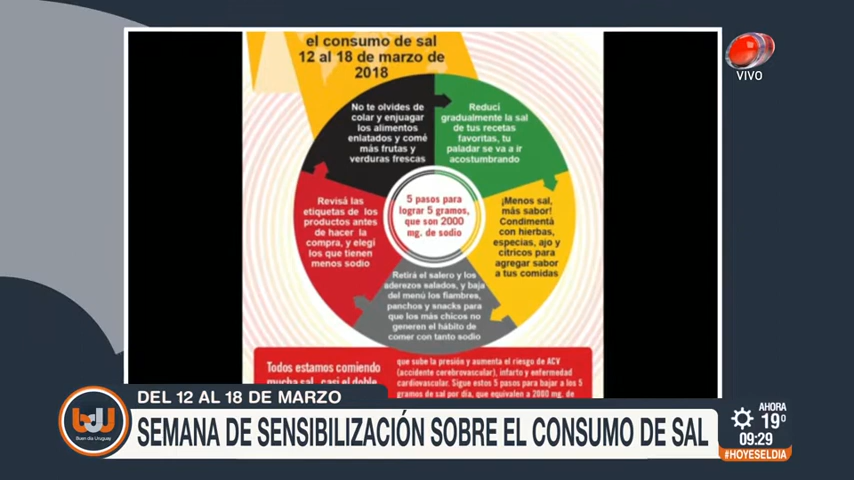 el consumo de sal
12 al 18 de marzo de
2018
VIVO
No te olvides de
colar y enjuagar
los alimentos
enlatados y comé
más frutas y
verduras frescas
Reducí
gradualmente la sal
de tus recetas
favoritas, tu
paladar se va a ir
acostumbrando
Revisá las
etiquetas de los
productos antes
de hacer la
compra, y elegí
los que tienen
menos sodio
5 pasos para
lograr 5 gramos,
que son 2000
mg. de sodio
¡Menos sal,
más sabor!
Condimentá
con hierbas,
especias, ajo y
cítricos para
agregar sabor
a tus comidas
Retirá el salero y los
aderezos salados, y baja
del menú los fiambres,
panchos y snacks para
que los más chicos no
generen el hábito de
comer con tanto sodio
Todos estamos comiendo
mucha sal, casi el doble
que sube la presión y aumenta el riesgo de ACV
(accidente cerebrovascular), infarto y enfermedad
cardiovascular. Sigue estos 5 pasos para bajar a los 5
gramos de sal por día, que equivalen a 2000 mg. de
DEL 12 AL 18 DE MARZO
SEMANA DE SENSIBILIZACIÓN SOBRE EL CONSUMO DE SAL
Buen día Uruguay
AHORA
19º
09:29
#HOYESELDIA